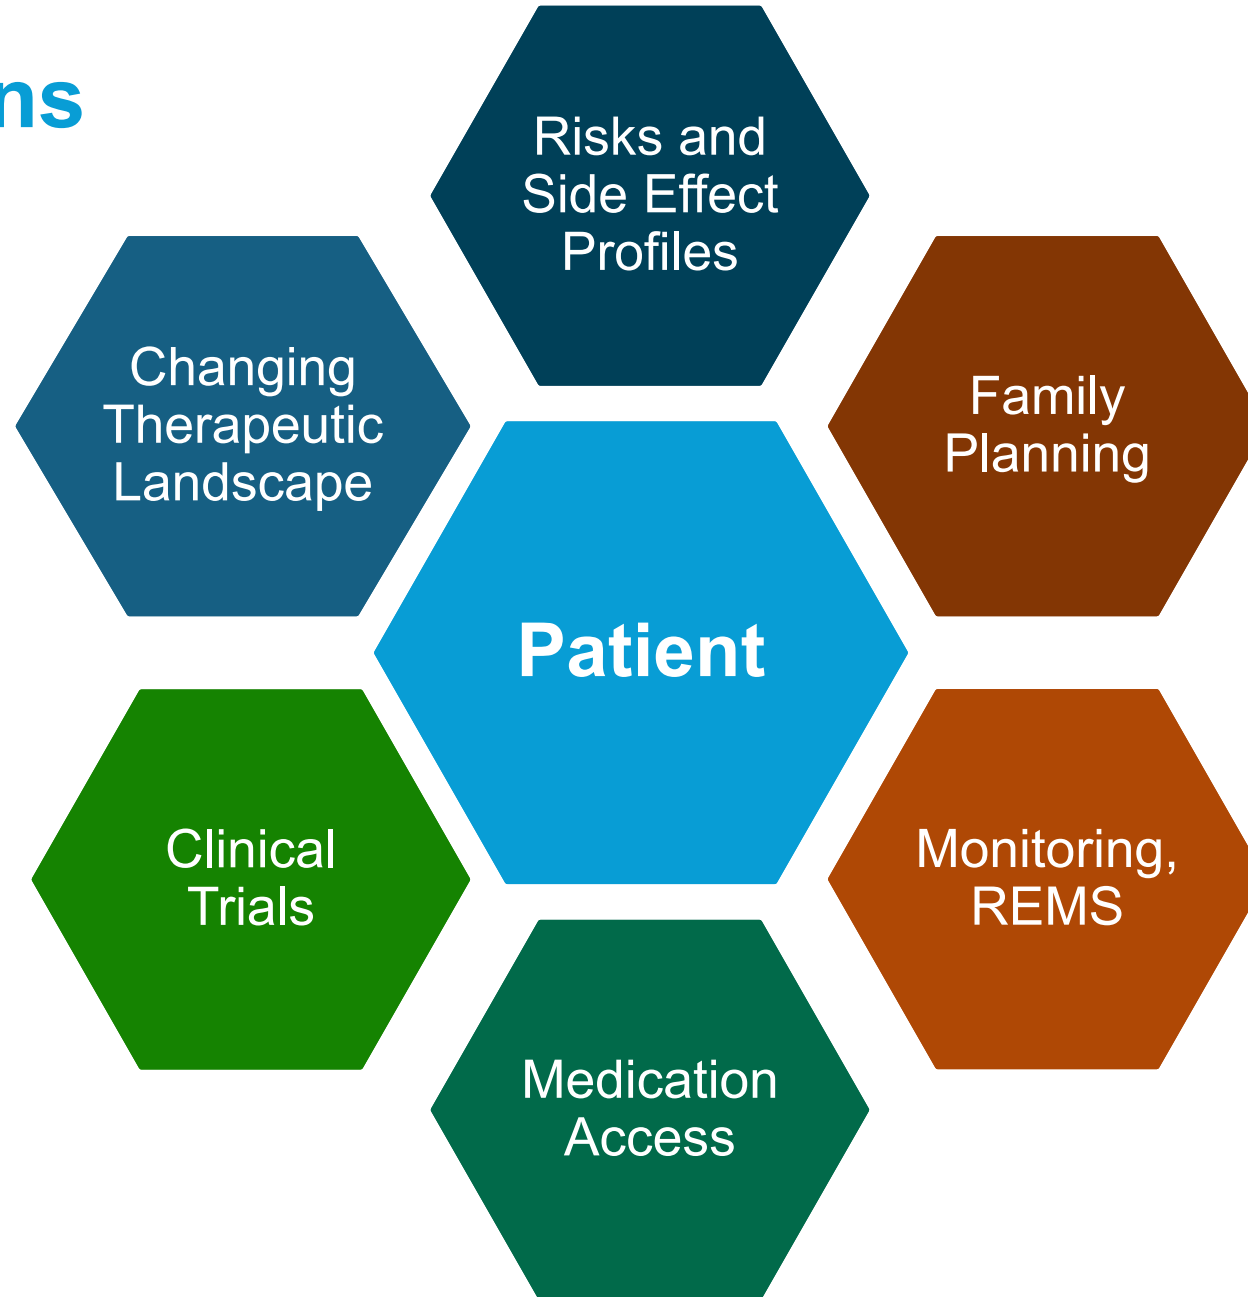 ns
Risks and
Side Effect
Profiles
Changing
Therapeutic
Landscape
Family
Planning
Patient
Clinical
Trials
Monitoring,
REMS
Medication
Access